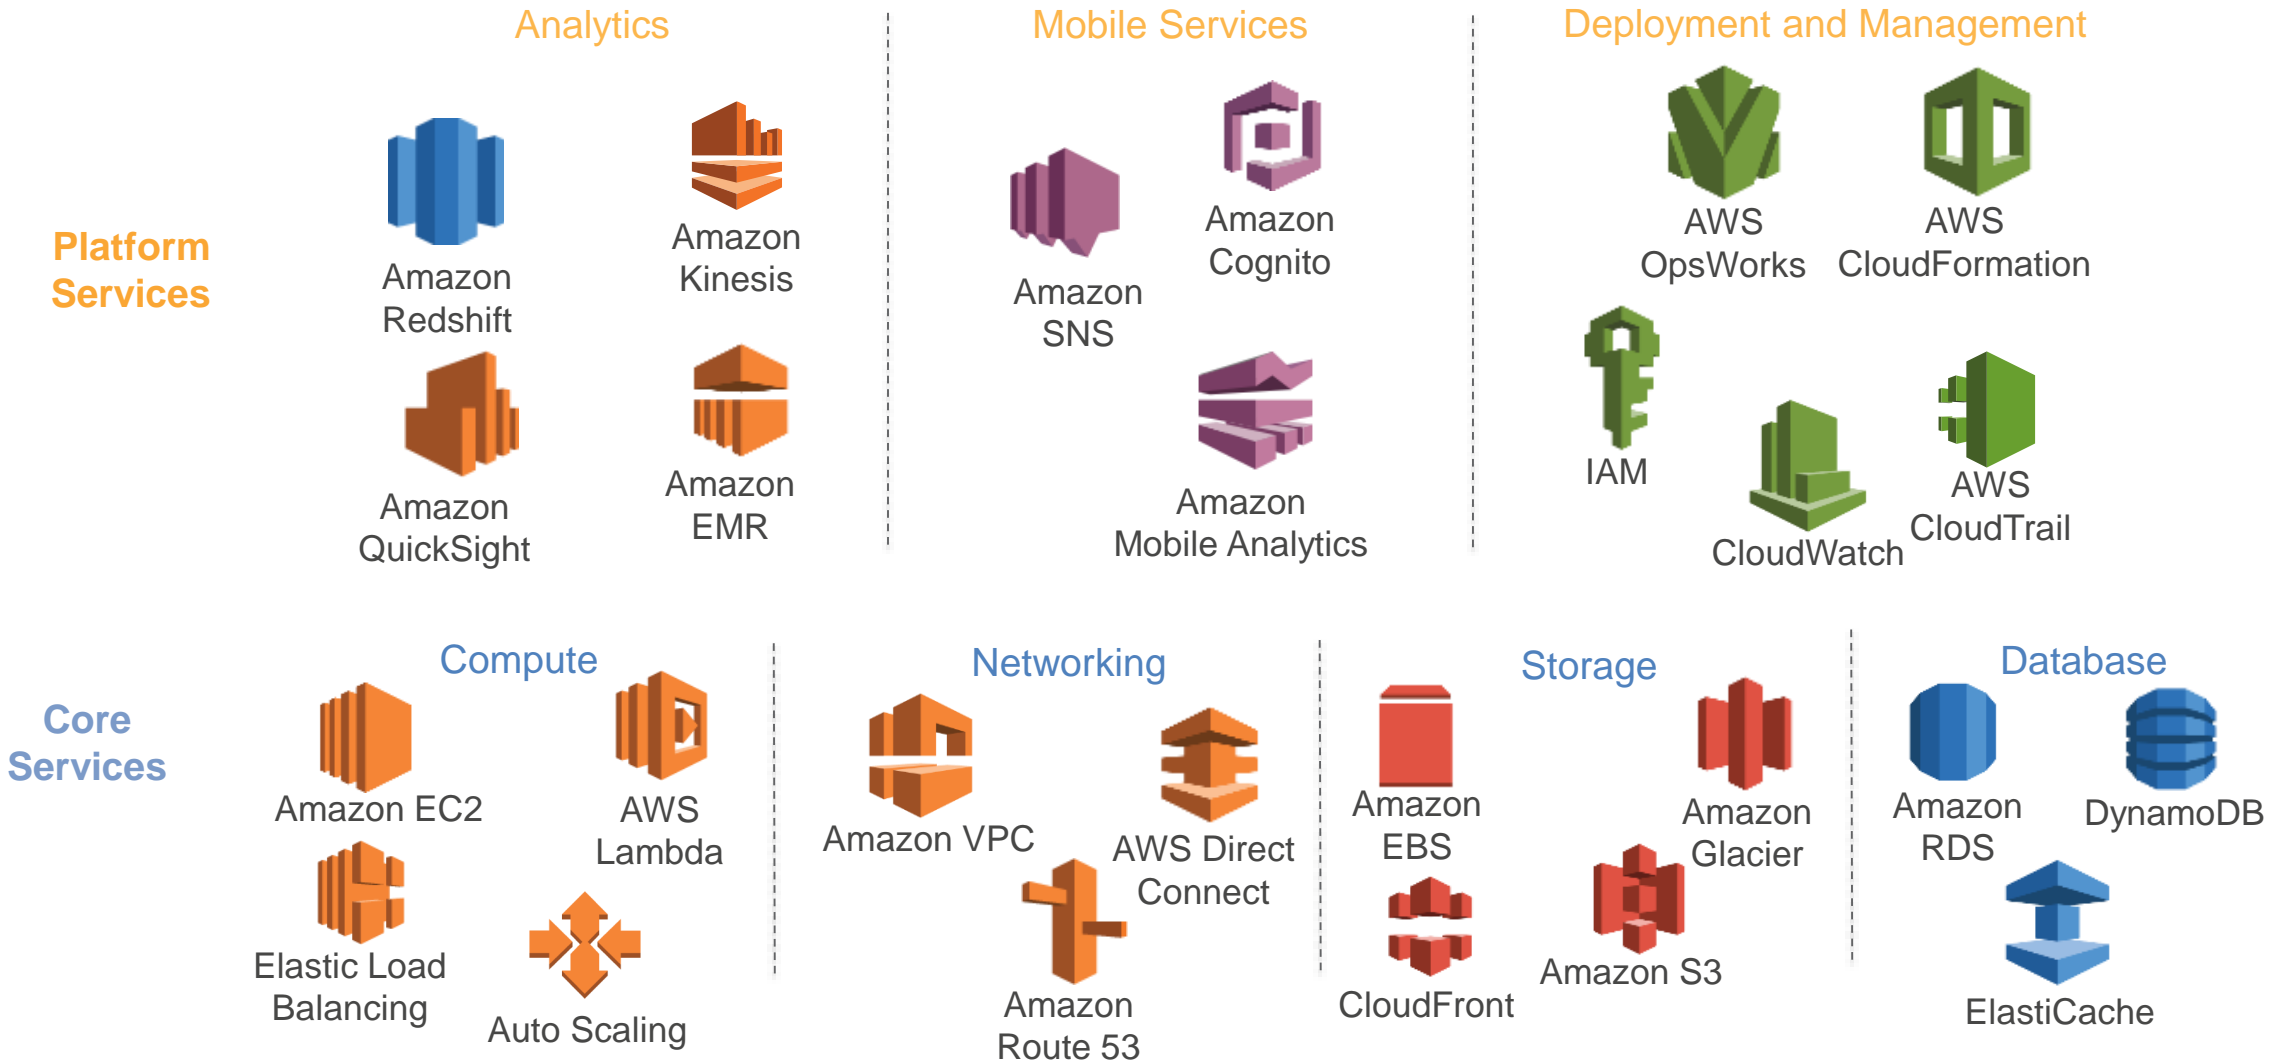 Analytics
Mobile Services
Deployment and Management
Platform
Services
Amazon
Redshift
Amazon
Kinesis
Amazon
QuickSight
Amazon
EMR
Amazon
SNS
Amazon
Cognito
Amazon
Mobile Analytics
AWS
OpsWorks
AWS
CloudFormation
IAM
CloudWatch
AWS
CloudTrail
Core
Services
Compute
Amazon EC2
AWS
Lambda
Elastic Load
Balancing
Auto Scaling
Networking
Amazon VPC
AWS Direct
Connect
Amazon
Route 53
Storage
Amazon
EBS
Amazon
Glacier
CloudFront
Amazon S3
Database
Amazon
RDS
DynamoDB
ElastiCache